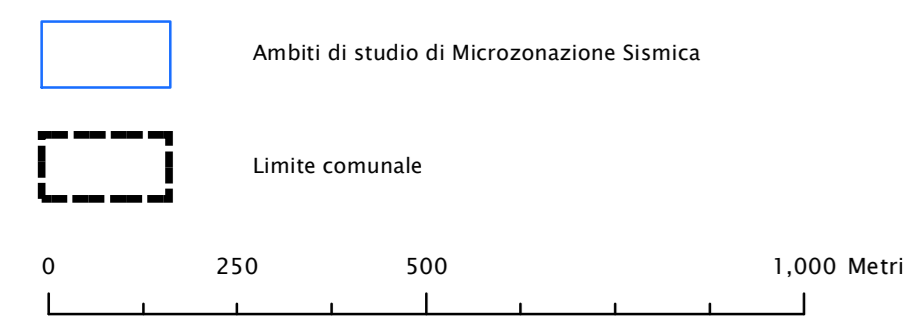 Ambiti di studio di Microzonazione Sismica
Limite comunale
0 250 500 1,000 Metri